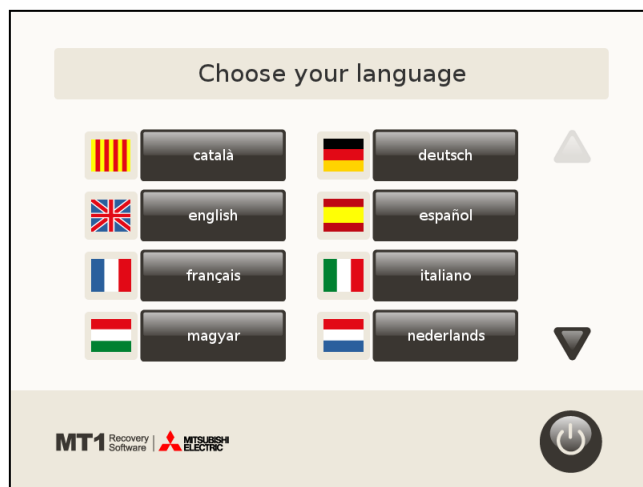 Choose your language
català
deutsch
english
español
français
italiano
magyar
nederlands
MT1 Recovery Software | MITSUBISHI ELECTRIC